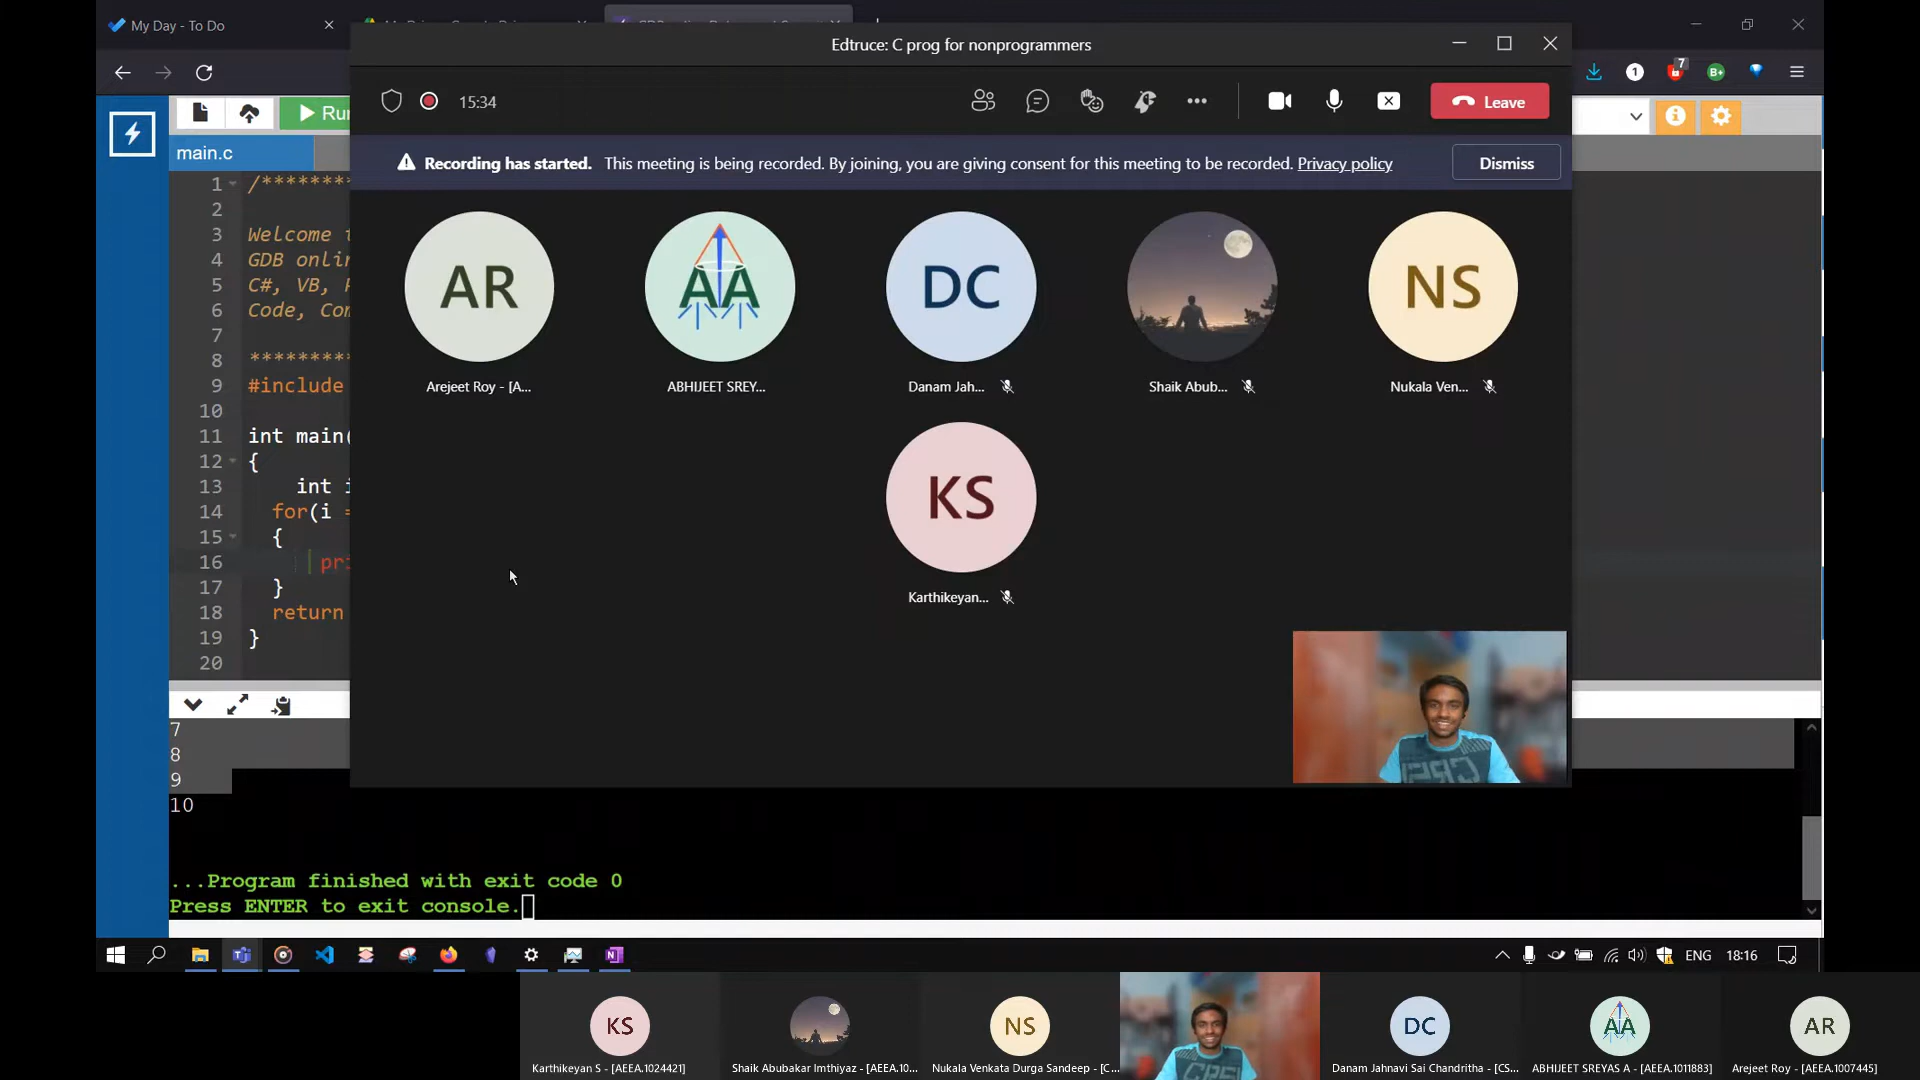 My Day - To Do
Edtruce: C prog for nonprogrammers
15:34
Leave
7
1
B+
Run
main.c
Recording has started. This meeting is being recorded. By joining, you are giving consent for this meeting to be recorded. Privacy policy
Dismiss
1 /*********
2
3 Welcome
4 GDB
5 C#, VB,
6 Code,
7
8 *********
9 #include
10
11 int main(
12 {
13 int i
14 for(i =
15 {
16 pri
17 }
18 return
19 }
20
AR
AA
DC
NS
Arejeet Roy - [A...
ABHIJEET SREY...
Danam Jah...
Shaik Abub...
Nukala Ven...
KS
Karthikeyan...
7
8
9
10
...Program finished with exit code 0
Press ENTER to exit console.
ENG
18:16
KS
NS
DC
AA
AR
Karthikeyan S - [AEEA.1024421]
Shaik Abubakar Imthiyaz - [AEEA.10...
Nukala Venkata Durga Sandeep - [C...
Danam Jahnavi Sai Chandritha - [CS...
ABHIJEET SREYAS A - [AEEA.1011883]
Arejeet Roy - [AEEA.1007445]